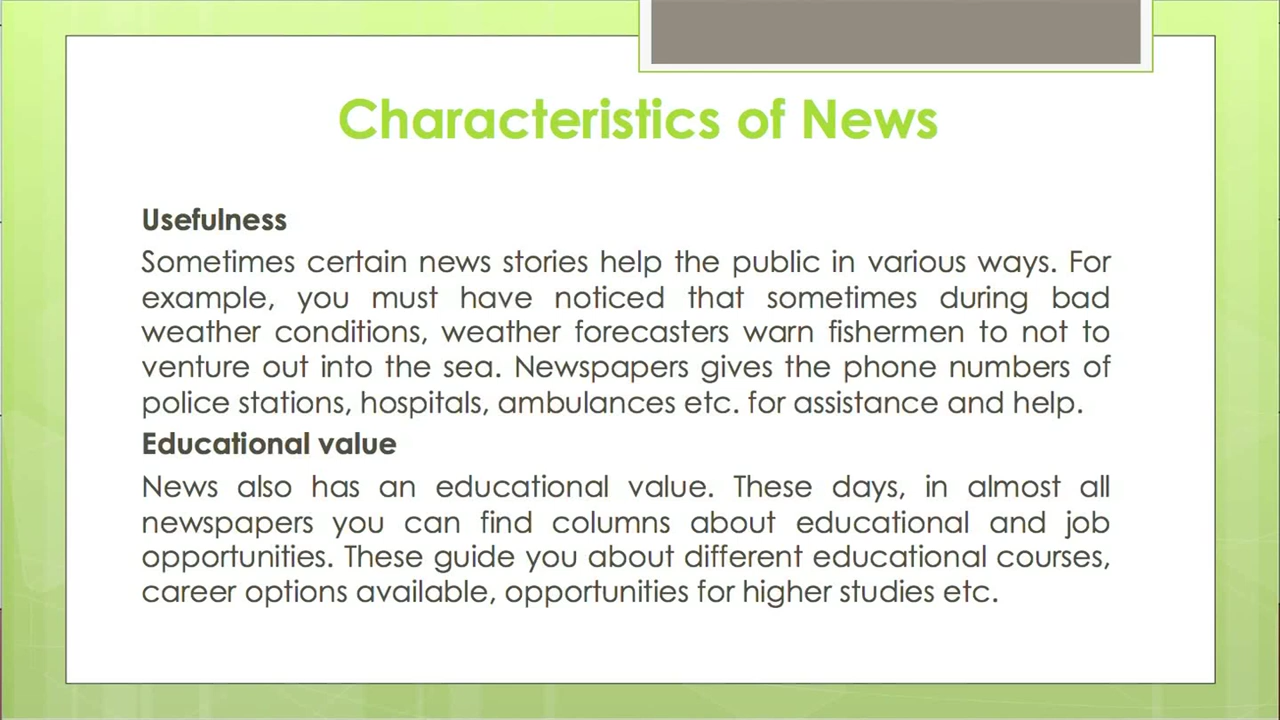 Characteristics of News
Usefulness
Sometimes certain news stories help the public in various ways. For
example, you must have noticed that sometimes during bad
weather conditions, weather forecasters warn fishermen to not to
venture out into the sea. Newspapers gives the phone numbers of
police stations, hospitals, ambulances etc. for assistance and help.
Educational value
News also has an educational value. These days, in almost all
newspapers you can find columns about educational and job
opportunities. These guide you about different educational courses,
career options available, opportunities for higher studies etc.